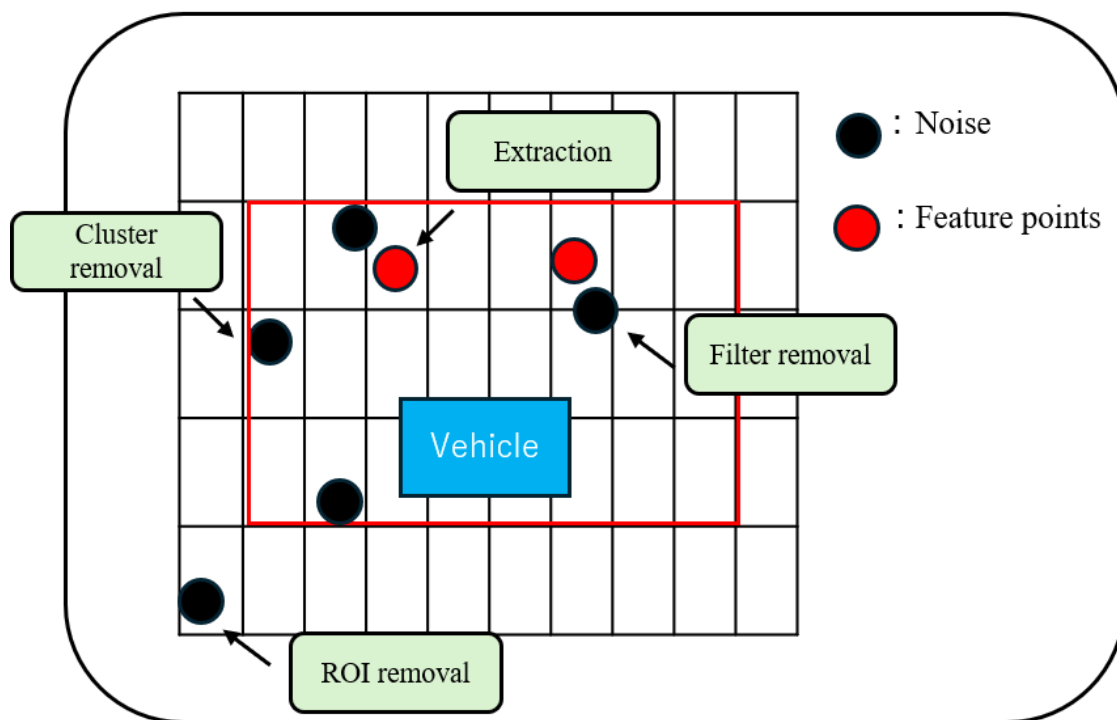 Extraction
: Noise
Cluster
removal
: Feature points
Filter removal
Vehicle
ROI removal